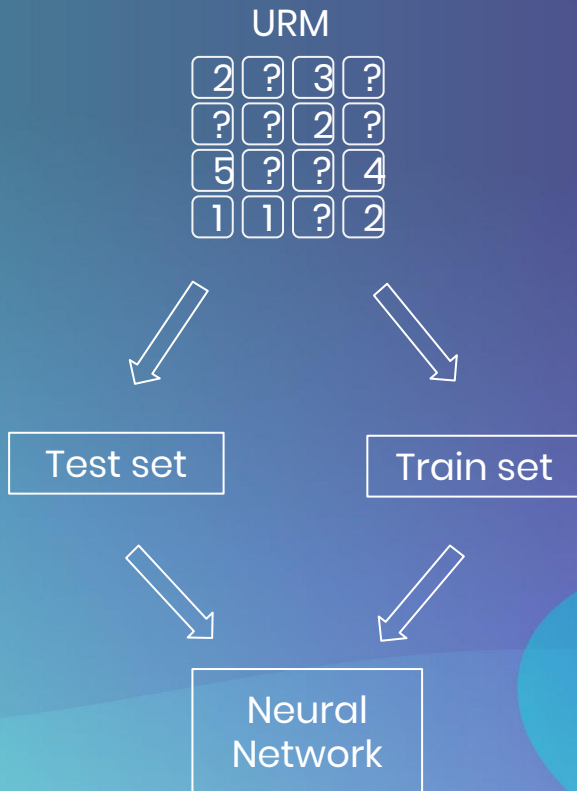 URM
2 ? 3 ?
? ? 2 ?
5 ? ? 4
1 1 ? 2
Test set
Train set
Neural
Network